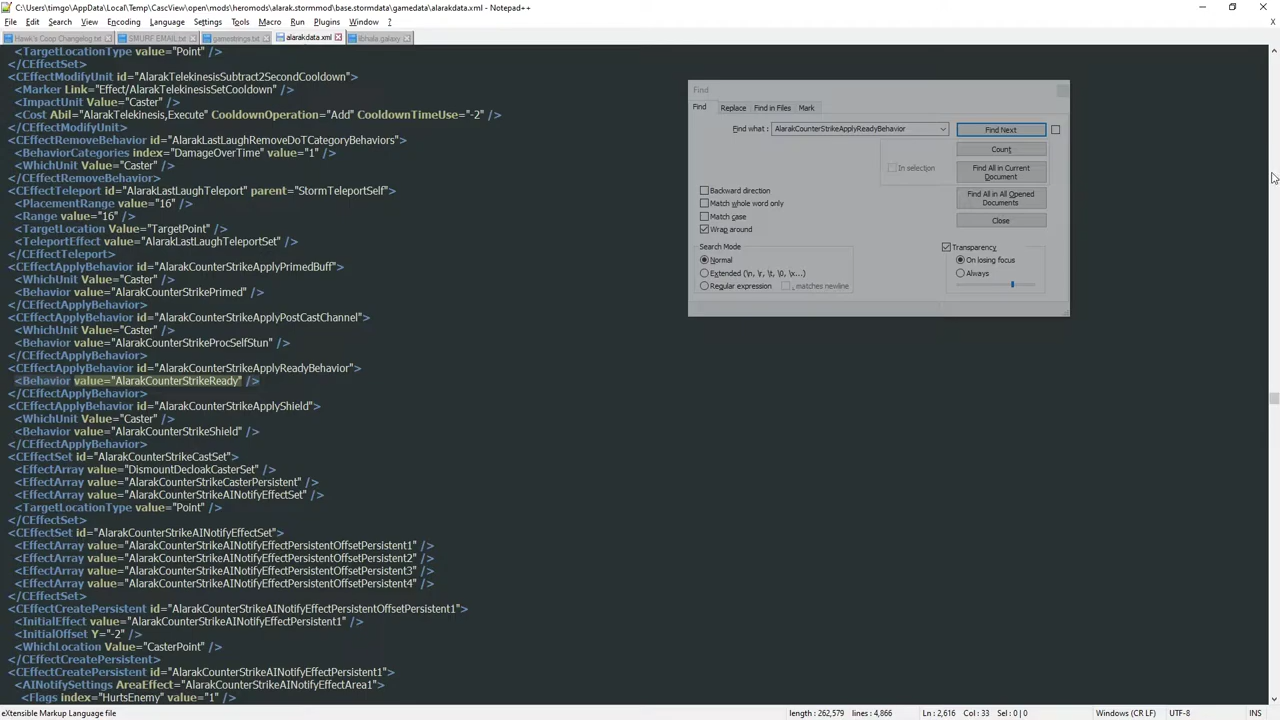 C:\Users\timgo\AppData\Local\Temp\CascView\open\mods\heromods\alarak.stormmod\base.stormdata\gamedata\alarakdata.xml - Notepad++
File Edit Search View Encoding Language Settings Tools Macro Run Plugins Window ?
Hawk's Coop Changelog.txt SMURF EMAIL.txt gamestrings.txt alarakdata.xml libhala.galaxy
<TargetLocationType value="Point" />
</CEffectSet>
<CEffectModifyUnit id="AlarakTelekinesisSubtract2SecondCooldown">
<Marker Link="Effect/AlarakTelekinesisSetCooldown" />
<ImpactUnit Value="Caster" />
<Cost Abil="AlarakTelekinesis,Execute" CooldownOperation="Add" CooldownTimeUse="-2" />
</CEffectModifyUnit>
<CEffectRemoveBehavior id="AlarakLastLaughRemoveDoTCategoryBehaviors">
<BehaviorCategories index="DamageOverTime" value="1" />
<WhichUnit Value="Caster" />
</CEffectRemoveBehavior>
<CEffectTeleport id="AlarakLastLaughTeleport" parent="StormTeleportSelf">
<PlacementRange value="16" />
<Range value="16" />
<TargetLocation Value="TargetPoint" />
<TeleportEffect value="AlarakLastLaughTeleportSet" />
</CEffectTeleport>
<CEffectApplyBehavior id="AlarakCounterStrikeApplyPrimedBuff">
<WhichUnit Value="Caster" />
<Behavior value="AlarakCounterStrikePrimed" />
</CEffectApplyBehavior>
<CEffectApplyBehavior id="AlarakCounterStrikeApplyPostCastChannel">
<WhichUnit Value="Caster" />
<Behavior value="AlarakCounterStrikeProcSelfStun" />
</CEffectApplyBehavior>
<CEffectApplyBehavior id="AlarakCounterStrikeApplyReadyBehavior">
<Behavior value="AlarakCounterStrikeReady" />
</CEffectApplyBehavior>
<CEffectApplyBehavior id="AlarakCounterStrikeApplyShield">
<WhichUnit Value="Caster" />
<Behavior value="AlarakCounterStrikeShield" />
</CEffectApplyBehavior>
<CEffectSet id="AlarakCounterStrikeCastSet">
<EffectArray value="DismountDecloakCasterSet" />
<EffectArray value="AlarakCounterStrikeCasterPersistent" />
<EffectArray value="AlarakCounterStrikeAINotifyEffectSet" />
<TargetLocationType value="Point" />
</CEffectSet>
<CEffectSet id="AlarakCounterStrikeAINotifyEffectSet">
<EffectArray value="AlarakCounterStrikeAINotifyEffectPersistentOffsetPersistent1" />
<EffectArray value="AlarakCounterStrikeAINotifyEffectPersistentOffsetPersistent2" />
<EffectArray value="AlarakCounterStrikeAINotifyEffectPersistentOffsetPersistent3" />
<EffectArray value="AlarakCounterStrikeAINotifyEffectPersistentOffsetPersistent4" />
</CEffectSet>
<CEffectCreatePersistent id="AlarakCounterStrikeAINotifyEffectPersistentOffsetPersistent1">
<InitialEffect value="AlarakCounterStrikeAINotifyEffectPersistent1" />
<InitialOffset Y="-2" />
<WhichLocation Value="CasterPoint" />
</CEffectCreatePersistent>
<CEffectCreatePersistent id="AlarakCounterStrikeAINotifyEffectPersistent1">
<AINotifySettings AreaEffect="AlarakCounterStrikeAINotifyEffectArea1">
<Flags index="HurtsEnemy" value="1" />
Find
Find Replace Find in Files Mark
Find what : AlarakCounterStrikeApplyReadyBehavior Find Next
Count
In selection
Find All in Current Document
Backward direction
Find All in All Opened Documents
Match whole word only
Match case
Close
Wrap around
Search Mode
Transparency
Normal
On losing focus
Extended (\n, \r, \t, \0, \x...)
Always
Regular expression
. matches newline
eXtensible Markup Language file length : 262,579 lines : 4,866 Ln : 2,616 Col : 33 Sel : 0 | 0 Windows (CR LF) UTF-8 INS